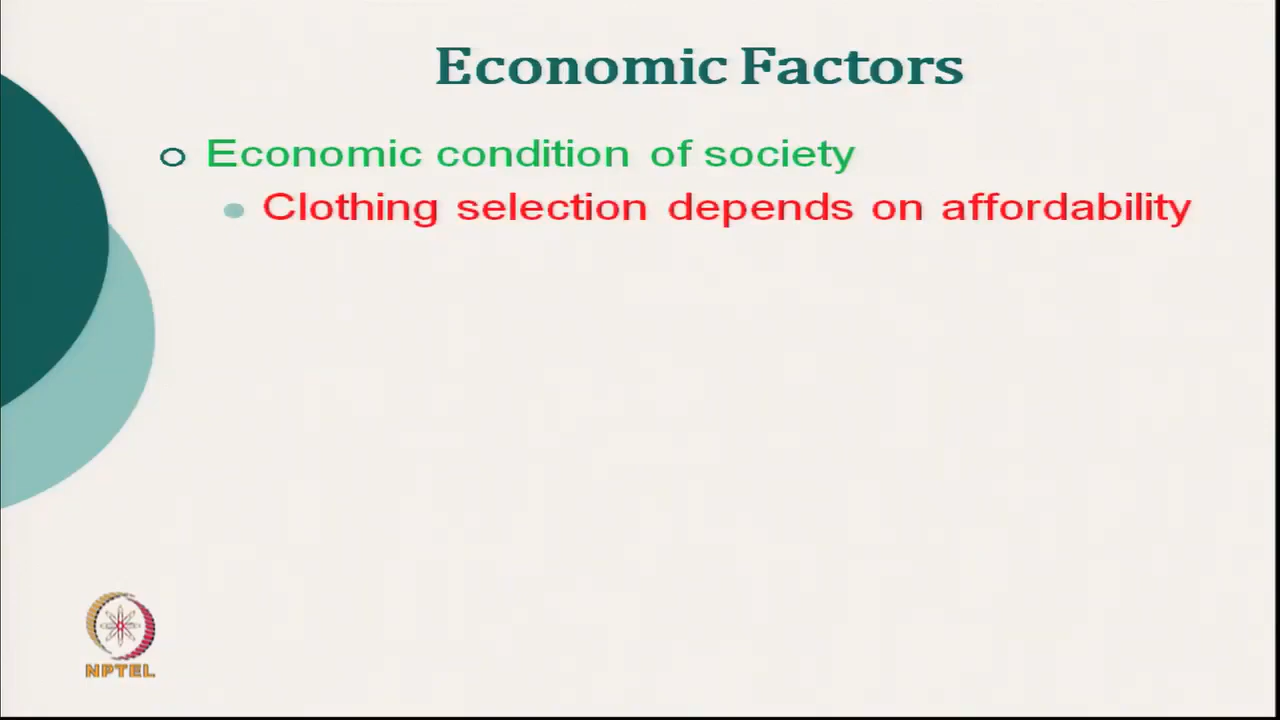 Economic Factors
Economic condition of society
Clothing selection depends on affordability
NPTEL